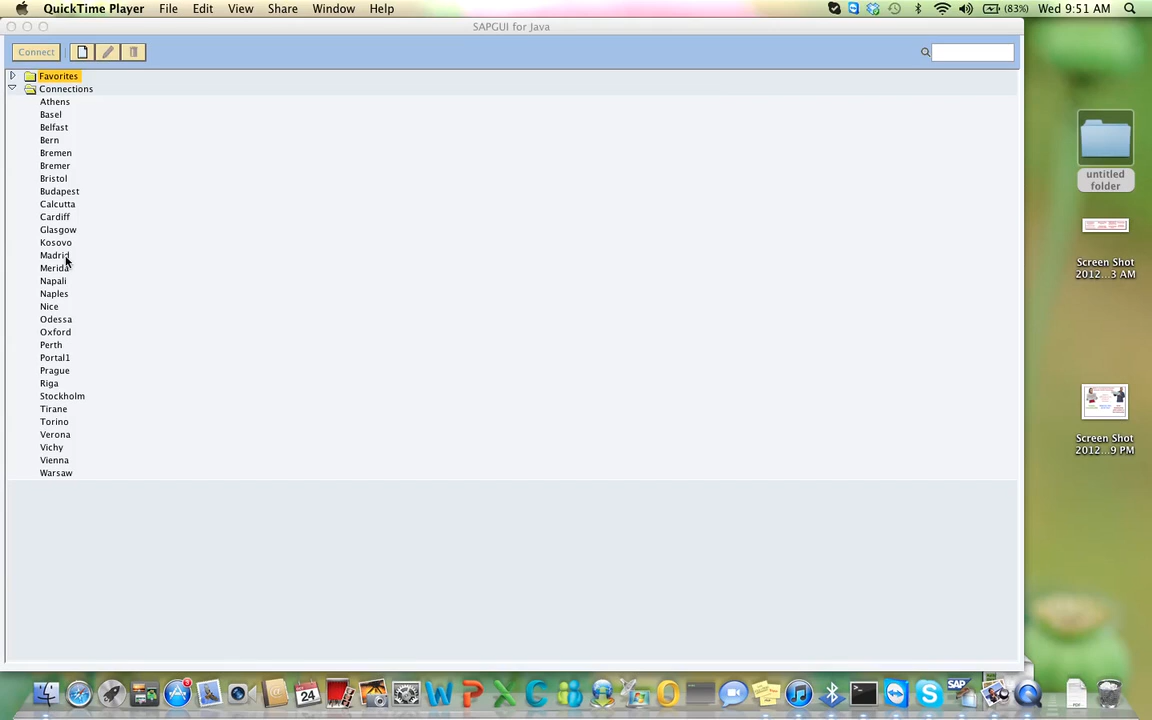 QuickTime Player File Edit View Share Window Help (83%) Wed 9:51 AM
SAPGUI for Java
Connect
Favorites
Connections
Athens
Basel
Belfast
Bern
Bremen
Bremer
Bristol
Budapest
Calcutta
Cardiff
Glasgow
Kosovo
Madrid
Merida
Napali
Naples
Nice
Odessa
Oxford
Perth
Portal1
Prague
Riga
Stockholm
Tirane
Torino
Verona
Vichy
Vienna
Warsaw
untitled
folder
Screen Shot
2012...3 AM
Screen Shot
2012...9 PM
3
24
SAP